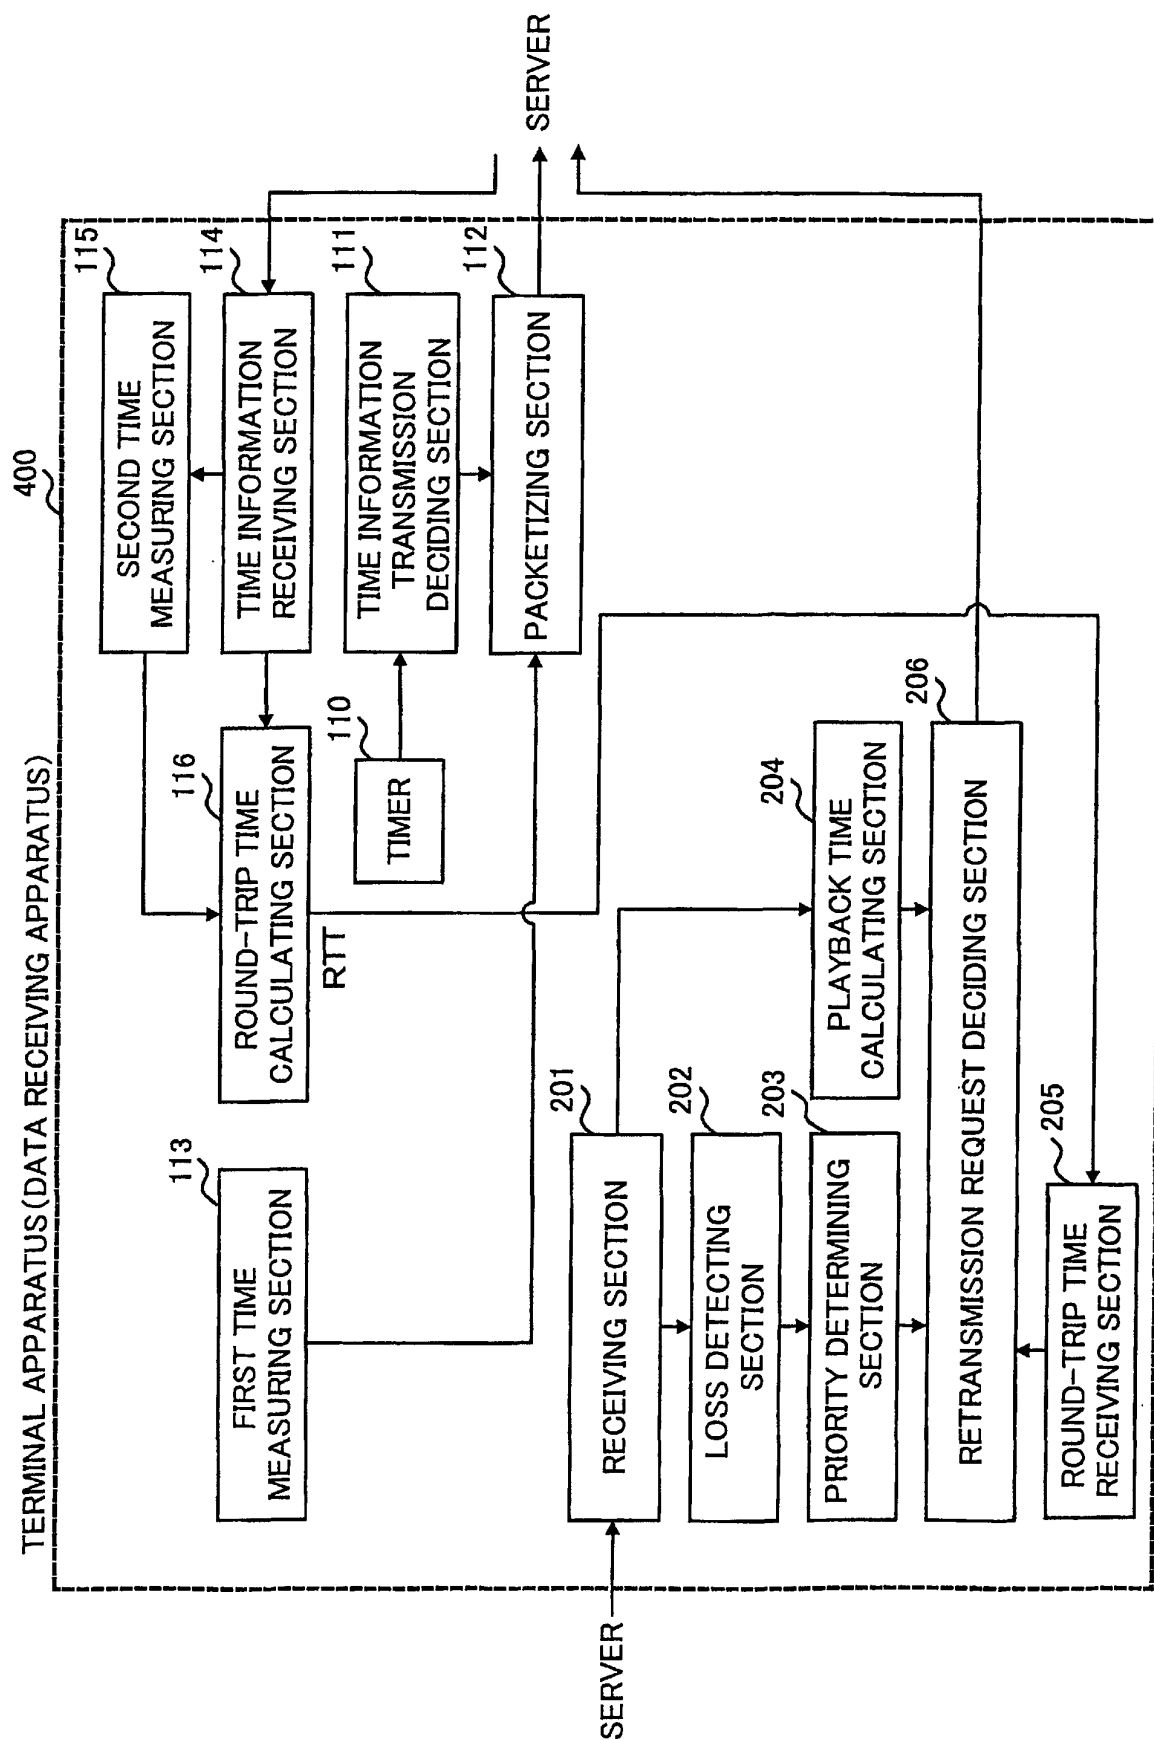 TERMINAL APPARATUS(DATA RECEIVING APPARATUS)
400
FIRST TIME
MEASURING SECTION
113
ROUND-TRIP TIME
CALCULATING SECTION
116
RTT
SECOND TIME
MEASURING SECTION
115
TIME INFORMATION
RECEIVING SECTION
114
TIMER
110
TIME INFORMATION
TRANSMISSION
DECIDING SECTION
111
PACKETIZING SECTION
112
SERVER
SERVER
RECEIVING SECTION
201
LOSS DETECTING
SECTION
202
PRIORITY DETERMINING
SECTION
203
PLAYBACK TIME
CALCULATING SECTION
204
RETRANSMISSION REQUEST DECIDING SECTION
206
ROUND-TRIP TIME
RECEIVING SECTION
205